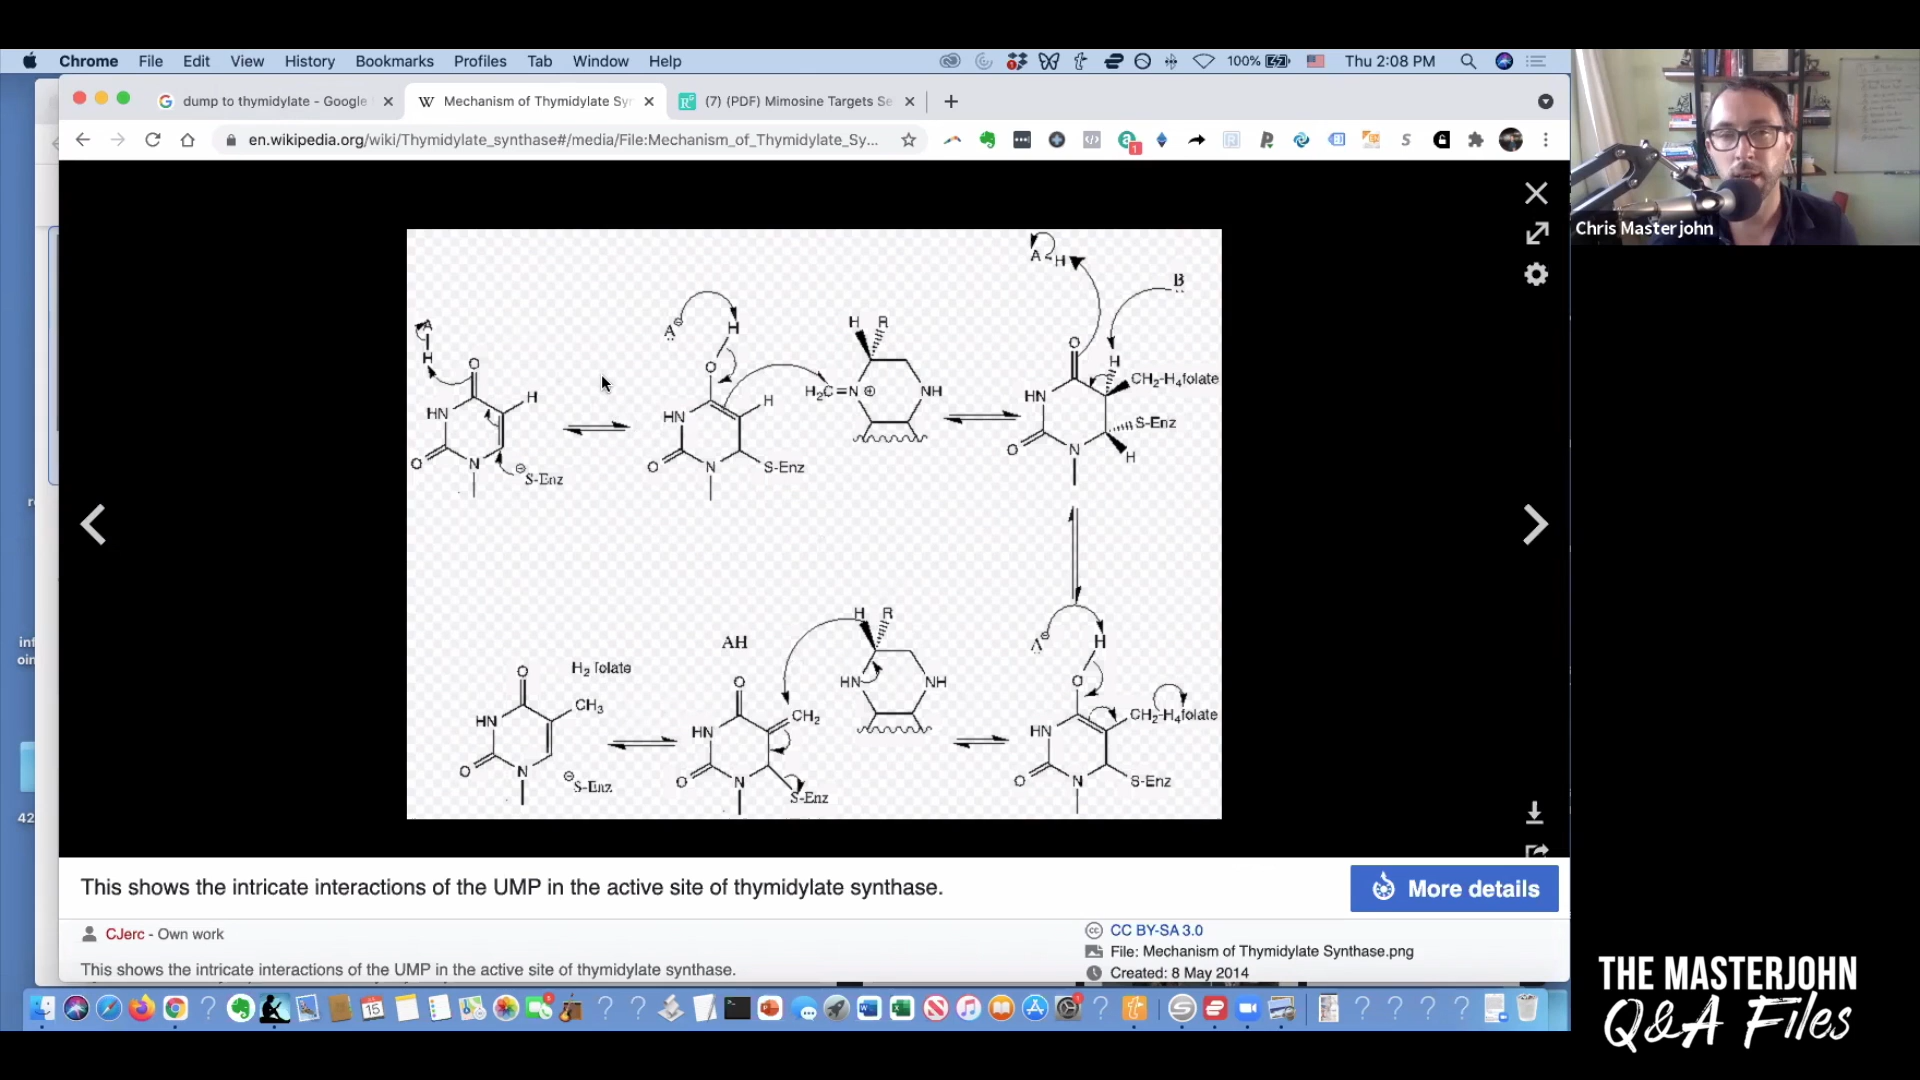 Chrome File Edit View History Bookmarks Profiles Tab Window Help 100% Thu 2:08 PM
dump to thymidylate - Google
Mechanism of Thymidylate Syn
(7) (PDF) Mimosine Targets Se
en.wikipedia.org/wiki/Thymidylate_synthase#/media/File:Mechanism_of_Thymidylate_Sy...
Chris Masterjohn
A H
B
A H
A H O HN H O N S-Enz
O HN H O N S-Enz
H R H2C=N NH
O H CH2-H4folate HN S-Enz O N H
A H
O CH2-H4folate HN O N S-Enz
H R HN NH
AH
O CH2 HN O N S-Enz
H2 folate
O CH3 HN O N S-Enz
This shows the intricate interactions of the UMP in the active site of thymidylate synthase.
More details
CJerc - Own work
CC BY-SA 3.0
File: Mechanism of Thymidylate Synthase.png
This shows the intricate interactions of the UMP in the active site of thymidylate synthase.
Created: 8 May 2014
15
THE MASTERJOHN
Q&A Files